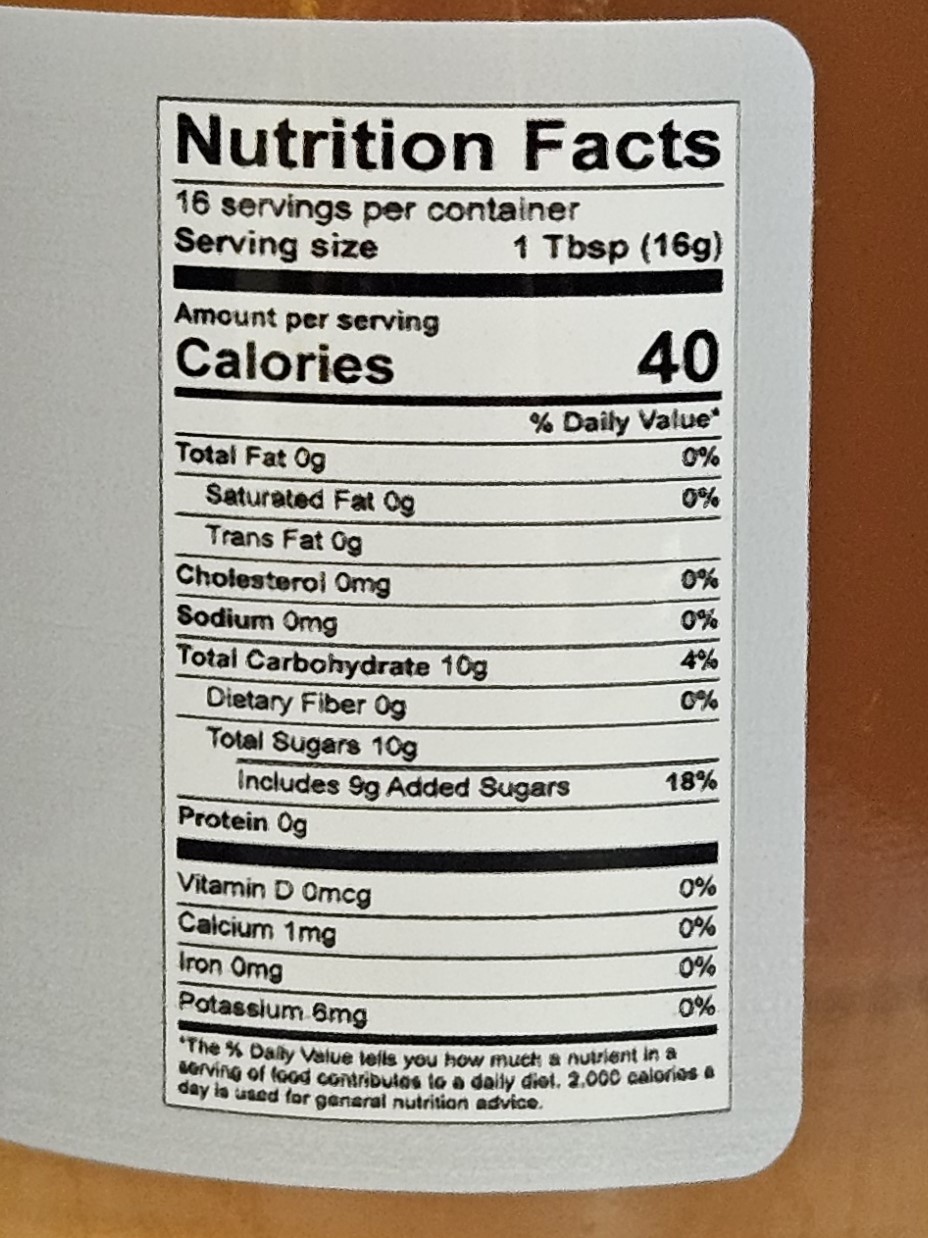 Nutrition Facts
16 servings per container
Serving size 1 Tbsp (16g)
Amount per serving
Calories 40
% Daily Value*
Total Fat 0g 0%
Saturated Fat 0g 0%
Trans Fat 0g
Cholesterol 0mg 0%
Sodium 0mg 0%
Total Carbohydrate 10g 4%
Dietary Fiber 0g 0%
Total Sugars 10g
Includes 9g Added Sugars 18%
Protein 0g
Vitamin D 0mcg 0%
Calcium 1mg 0%
Iron 0mg 0%
Potassium 6mg 0%
*The % Daily Value tells you how much a nutrient in a
serving of food contributes to a daily diet. 2,000 calories a
day is used for general nutrition advice.